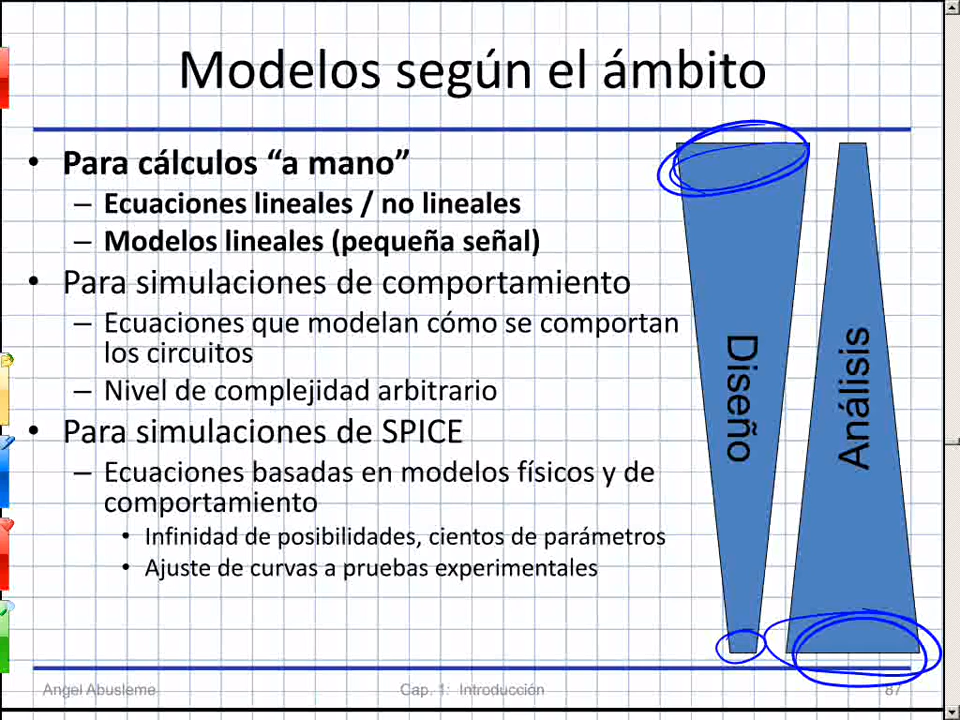 Modelos según el ámbito
• Para cálculos “a mano”
– Ecuaciones lineales / no lineales
– Modelos lineales (pequeña señal)
• Para simulaciones de comportamiento
– Ecuaciones que modelan cómo se comportan
los circuitos
– Nivel de complejidad arbitrario
• Para simulaciones de SPICE
– Ecuaciones basadas en modelos físicos y de
comportamiento
• Infinidad de posibilidades, cientos de parámetros
• Ajuste de curvas a pruebas experimentales
Diseño
Análisis
Angel Abusleme
Cap. 1: Introducción
87